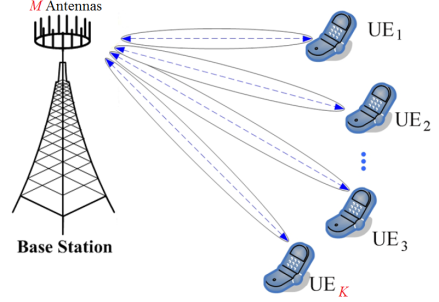 M Antennas
UE1
UE2
UE3
Base Station
UEK